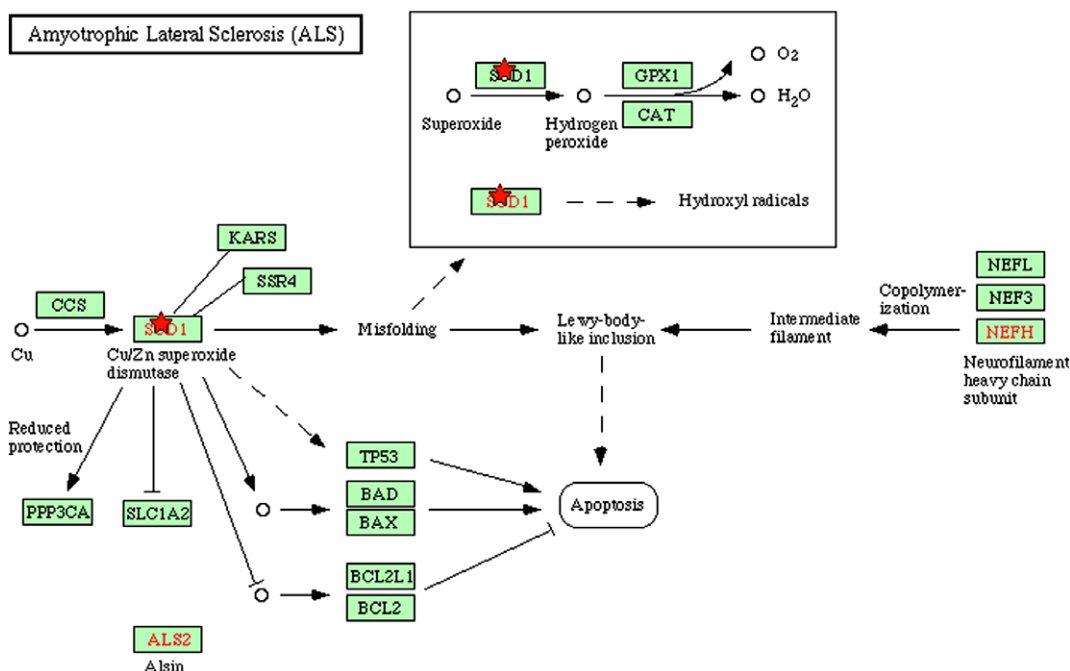 Amyotrophic Lateral Sclerosis (ALS)
SOD1
GPX1
O2
H2O
CAT
Superoxide
Hydrogen
peroxide
SOD1
Hydroxyl radicals
KARS
SSR4
CCS
SOD1
Cu
Cu/Zn superoxide
dismutase
Misfolding
Lewy-body-
like inclusion
Intermediate
filament
Copolymer-
ization
NEFL
NEF3
NEFH
Neurofilament
heavy chain
subunit
Reduced
protection
PPP3CA
SLC1A2
TP53
BAD
BAX
Apoptosis
BCL2L1
BCL2
ALS2
Alsin